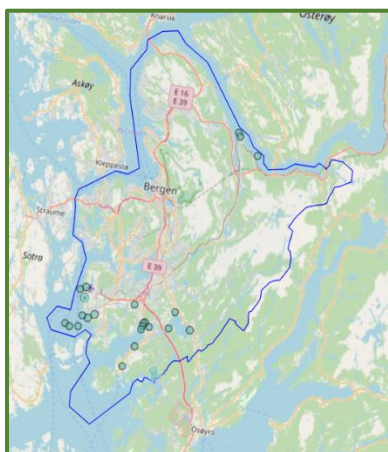 Knarvik
Osterøy
Askøy
E 16
E 39
Kleppestø
Bergen
Straume
Sotra
E 39
Osøyro